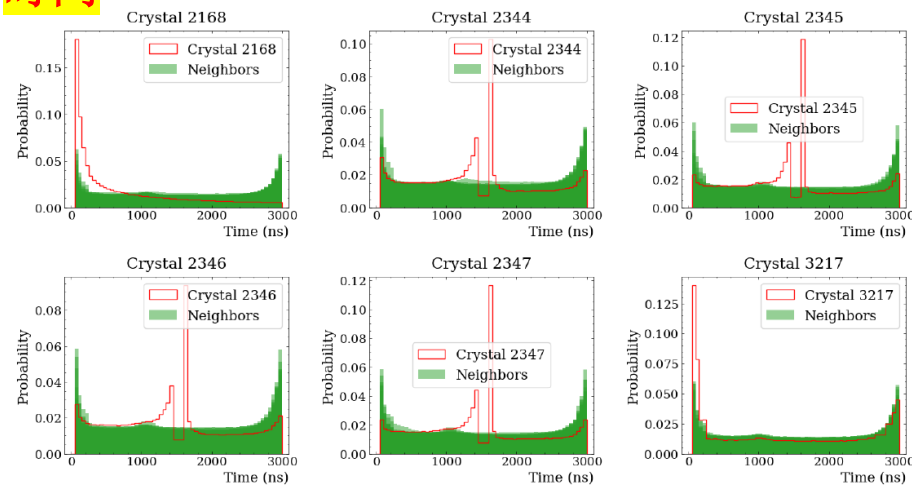 Crystal 2168
Crystal 2344
Crystal 2345
Probability
0.15
0.10
0.05
0.00
Crystal 2168
Neighbors
0 1000 2000 3000
Time (ns)
Probability
0.10
0.08
0.06
0.04
0.02
0.00
Crystal 2344
Neighbors
0 1000 2000 3000
Time (ns)
Probability
0.12
0.10
0.08
0.06
0.04
0.02
0.00
Crystal 2345
Neighbors
0 1000 2000 3000
Time (ns)
Crystal 2346
Crystal 2347
Crystal 3217
Probability
0.08
0.06
0.04
0.02
0.00
Crystal 2346
Neighbors
0 1000 2000 3000
Time (ns)
Probability
0.12
0.10
0.08
0.06
0.04
0.02
0.00
Crystal 2347
Neighbors
0 1000 2000 3000
Time (ns)
Probability
0.125
0.100
0.075
0.050
0.025
0.000
Crystal 3217
Neighbors
0 1000 2000 3000
Time (ns)